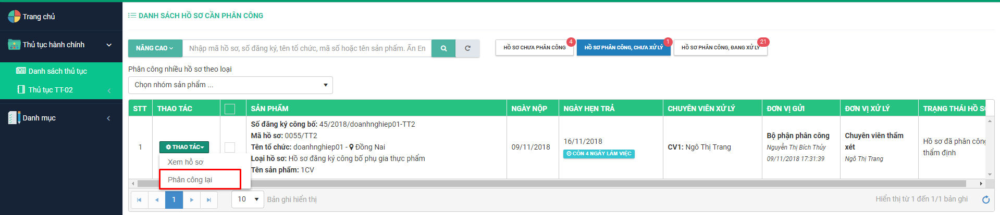 Trang chủ
Thủ tục hành chính
Danh sách thủ tục
Thủ tục TT-02
Danh mục
DANH SÁCH HỒ SƠ CẦN PHÂN CÔNG
NÂNG CAO
Nhập mã hồ sơ, số đăng ký, tên tổ chức, mã số hoặc tên sản phẩm. Ấn En
HỒ SƠ CHƯA PHÂN CÔNG
4
HỒ SƠ PHÂN CÔNG, CHƯA XỬ LÝ
1
HỒ SƠ PHÂN CÔNG, ĐANG XỬ LÝ
21
Phân công nhiều hồ sơ theo loại
Chọn nhóm sản phẩm ...
STT
THAO TÁC
SẢN PHẨM
NGÀY NỘP
NGÀY HẸN TRẢ
CHUYÊN VIÊN XỬ LÝ
ĐƠN VỊ GỬI
ĐƠN VỊ XỬ LÝ
TRẠNG THÁI HỒ SƠ
1
THAO TÁC
Xem hồ sơ
Phân công lại
Số đăng ký công bố: 45/2018/doanhnghiep01-TT2
Mã hồ sơ: 0055/TT2
Tên tổ chức: doanhnghiep01 - Đồng Nai
Loại hồ sơ: Hồ sơ đăng ký công bố phụ gia thực phẩm
Tên sản phẩm: 1CV
09/11/2018
16/11/2018
CÒN 4 NGÀY LÀM VIỆC
CV1: Ngô Thị Trang
Bộ phận phân công
Nguyễn Thị Bích Thủy
09/11/2018 17:31:39
Chuyên viên thẩm
xét
Ngô Thị Trang
Hồ sơ đã phân công
thẩm định
1
10
Bản ghi hiển thị
Hiển thị từ 1 đến 1/1 bản ghi